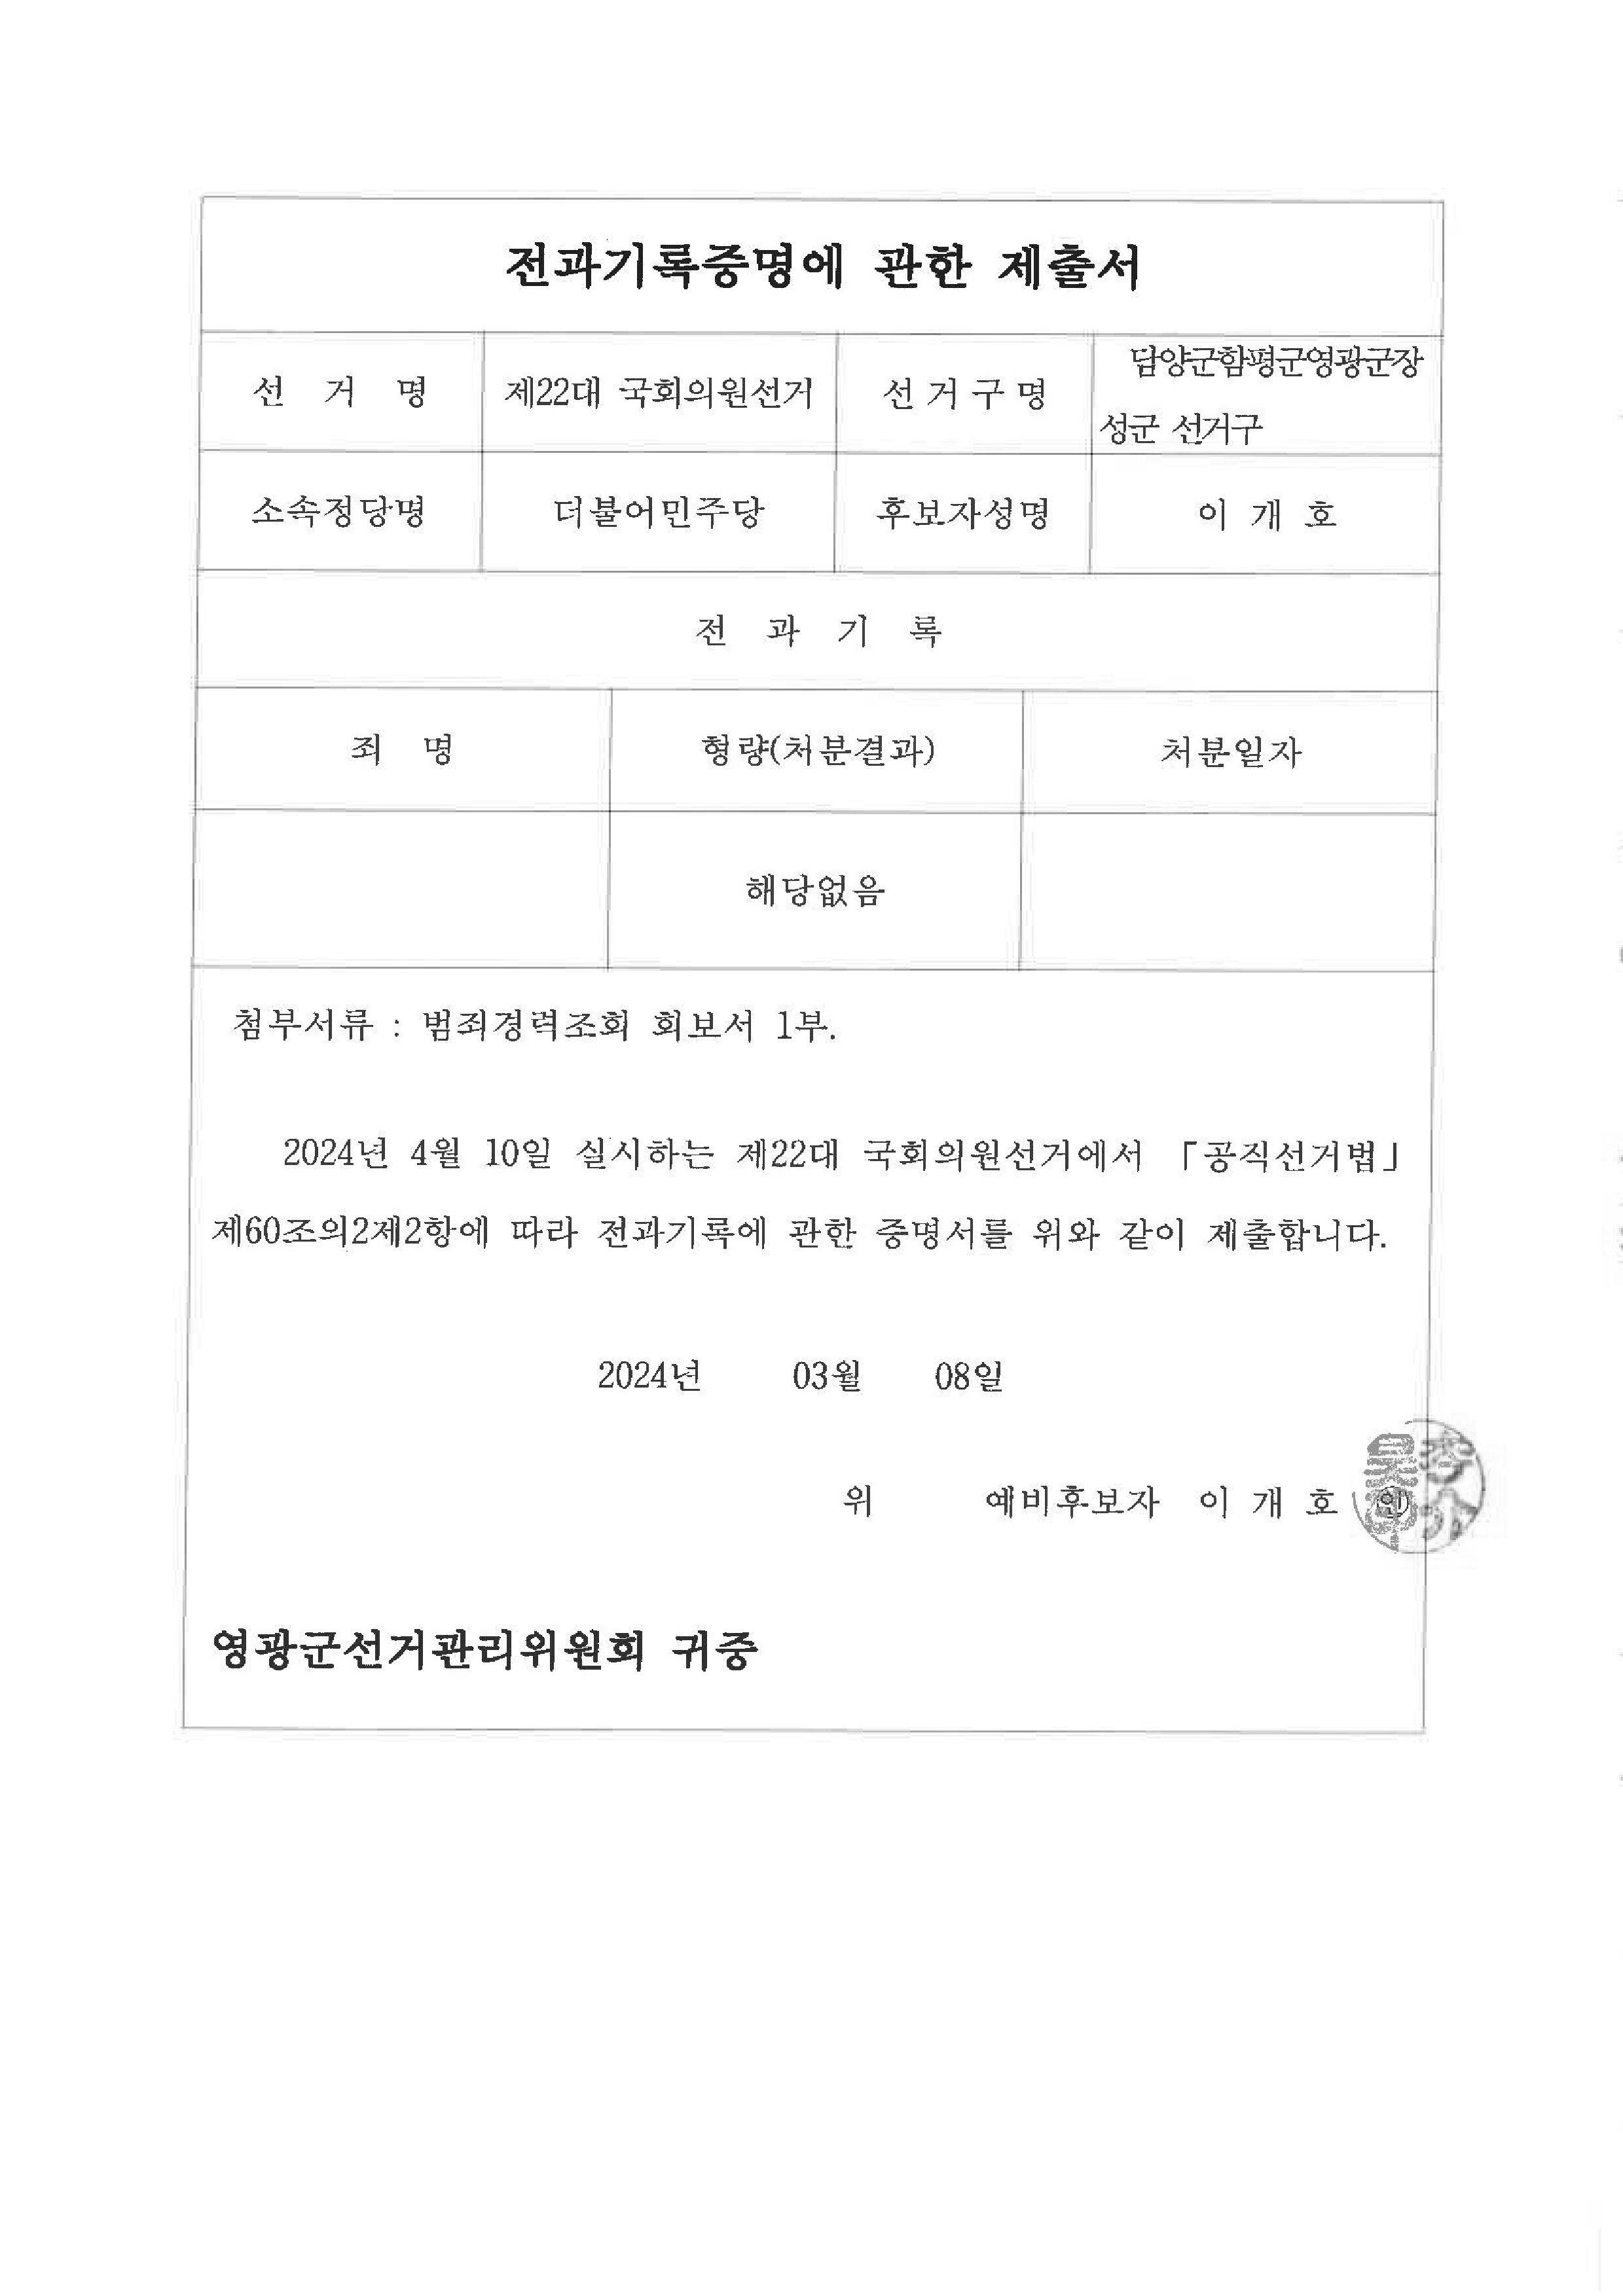 전과기록증명에 관한 제출서
선 거 명 제22대 국회의원선거 선 거 구 명 담양군함평군영광군장
성군 선거구
소속정당명 더불어민주당 후보자성명 이 개 호
전 과 기 록
죄 명 형량(처분결과) 처분일자
해당없음
첨부서류 : 범죄경력조회 회보서 1부.
2024년 4월 10일 실시하는 제22대 국회의원선거에서 「공직선거법」
제60조의2제2항에 따라 전과기록에 관한 증명서를 위와 같이 제출합니다.
2024년 03월 08일
위 예비후보자 이 개 호 ㊞
영광군선거관리위원회 귀중